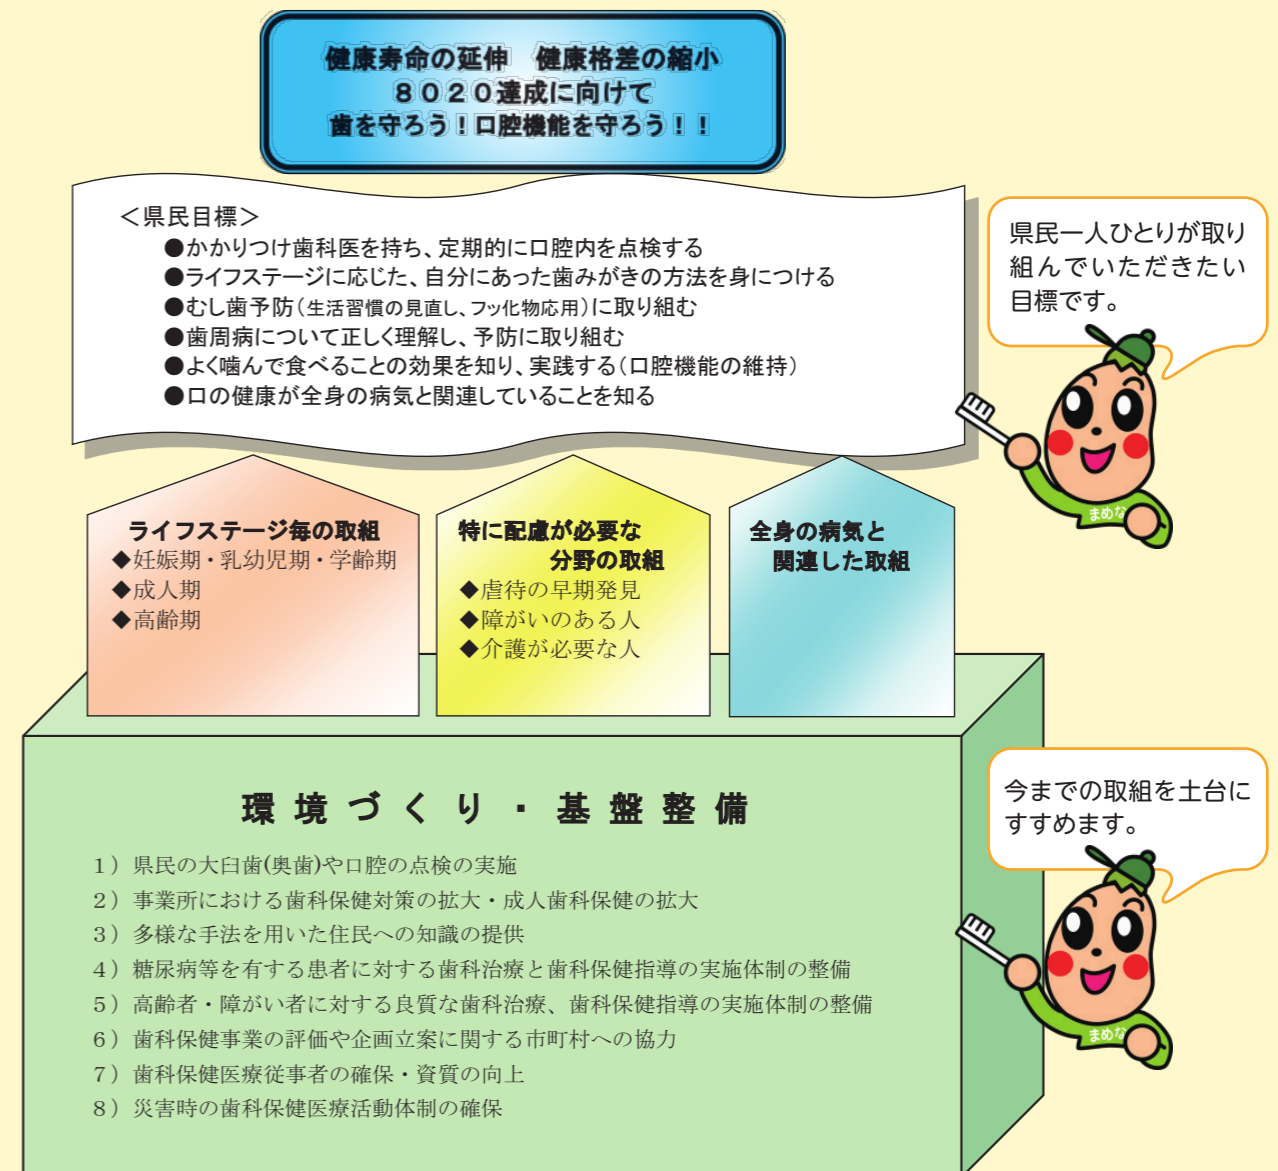 健康寿命の延伸　健康格差の縮小
８０２０達成に向けて
歯を守ろう！口腔機能を守ろう！！
＜県民目標＞
●かかりつけ歯科医を持ち、定期的に口腔内を点検する
●ライフステージに応じた、自分にあった歯みがきの方法を身につける
●むし歯予防（生活習慣の見直し、フッ化物応用）に取り組む
●歯周病について正しく理解し、予防に取り組む
●よく噛んで食べることの効果を知り、実践する（口腔機能の維持）
●口の健康が全身の病気と関連していることを知る
県民一人ひとりが取り
組んでいただきたい
目標です。
まめな
ライフステージ毎の取組
◆妊娠期・乳幼児期・学齢期
◆成人期
◆高齢期
特に配慮が必要な
分野の取組
◆虐待の早期発見
◆障がいのある人
◆介護が必要な人
全身の病気と
関連した取組
環境づくり・基盤整備
１）県民の大臼歯(奥歯)や口腔の点検の実施
２）事業所における歯科保健対策の拡大・成人歯科保健の拡大
３）多様な手法を用いた住民への知識の提供
４）糖尿病等を有する患者に対する歯科治療と歯科保健指導の実施体制の整備
５）高齢者・障がい者に対する良質な歯科治療、歯科保健指導の実施体制の整備
６）歯科保健事業の評価や企画立案に関する市町村への協力
７）歯科保健医療従事者の確保・資質の向上
８）災害時の歯科保健医療活動体制の確保
今までの取組を土台に
すすめます。
まめな